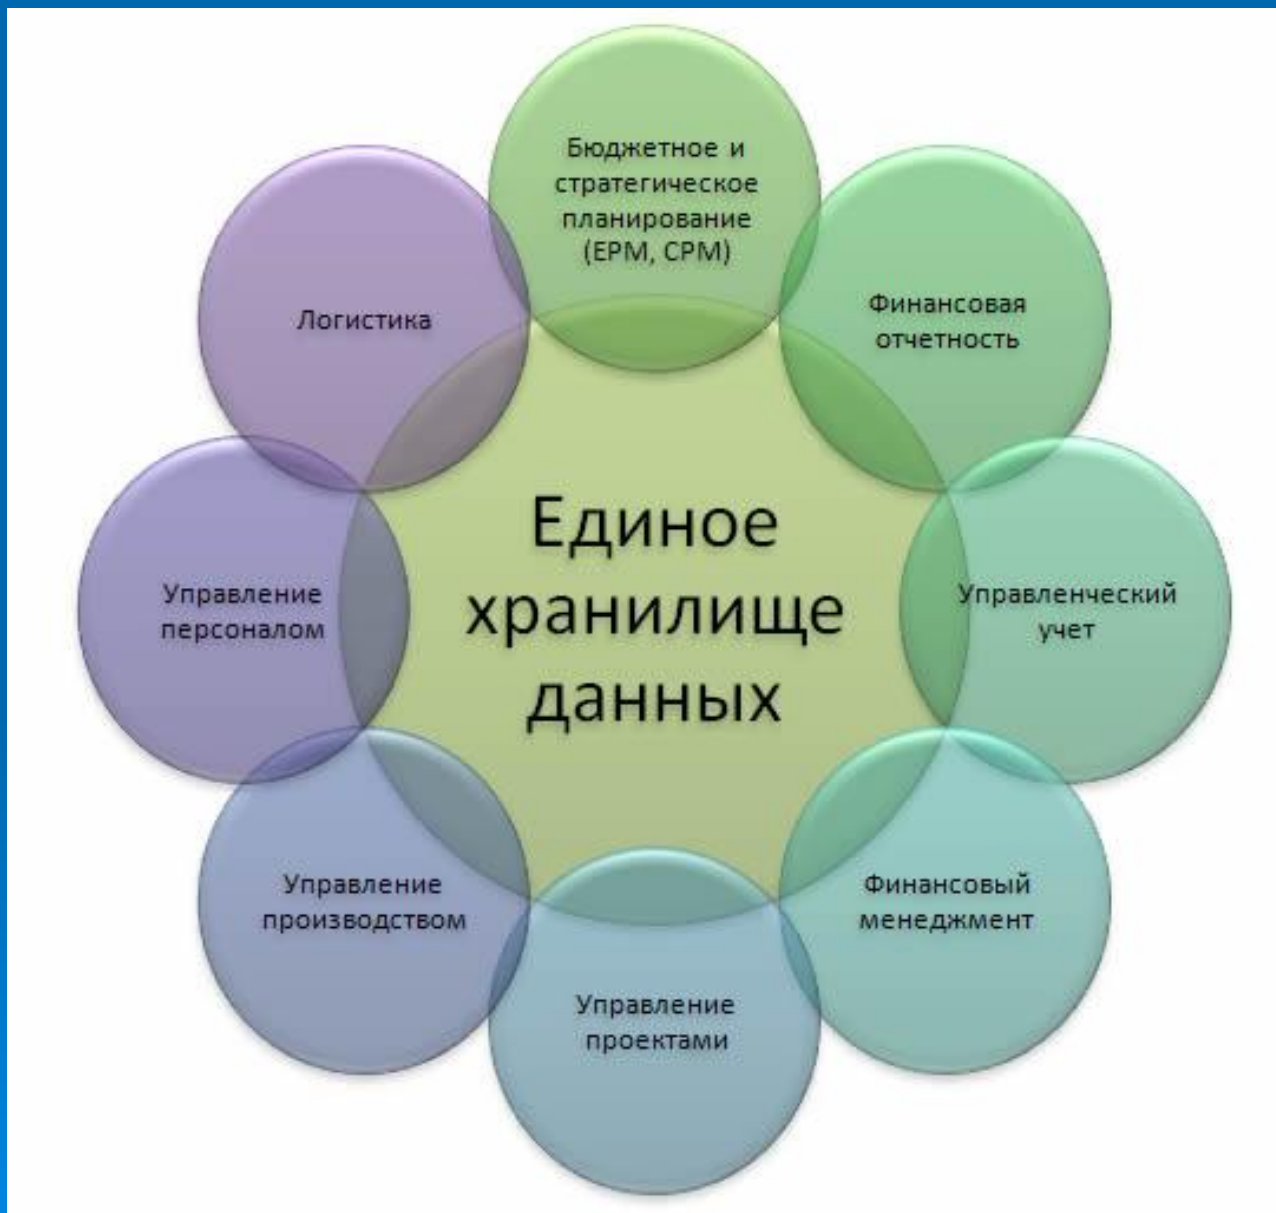 Бюджетное и
стратегическое
планирование
(EPM, CPM)
Финансовая
отчетность
Логистика
Единое
хранилище
данных
Управленческий
учет
Управление
персоналом
Финансовый
менеджмент
Управление
производством
Управление
проектами